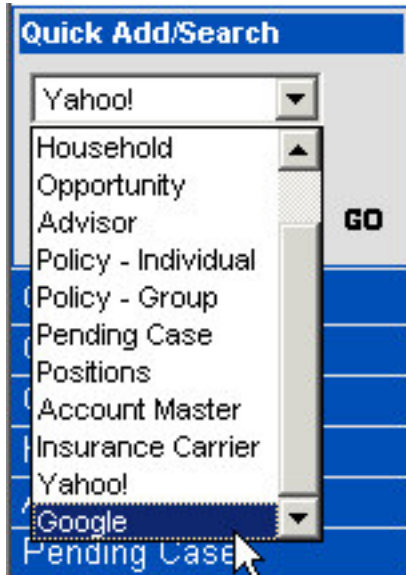 Quick Add/Search
Yahoo!
Household
Opportunity
Advisor
GO
Policy - Individual
Policy - Group
Pending Case
Positions
Account Master
Insurance Carrier
Yahoo!
Google
Pending Case